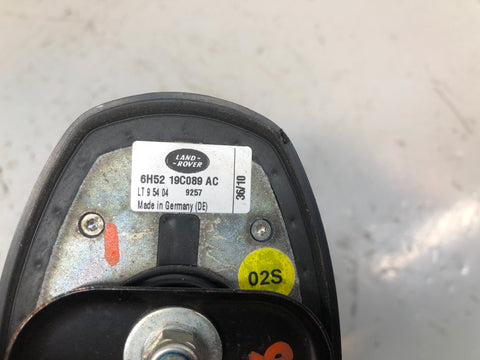 LAND-
-ROVER
6H52 19C089 AC
LT 9 54 04 9257
Made in Germany (DE)
36/10
02S